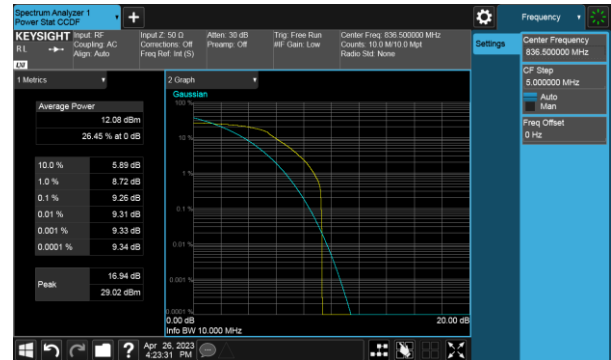 Spectrum Analyzer 1
Power Stat CCDF
Frequency
KEYSIGHT
RL
Input: RF
Coupling: AC
Align: Auto
Input Z: 50 Ω
Corrections: Off
Freq Ref: Int (S)
Atten: 30 dB
Preamp: Off
Trig: Free Run
#IF Gain: Low
Center Freq: 836.500000 MHz
Counts: 10.0 M/10.0 Mpt
Radio Std: None
Settings
Center Frequency
836.500000 MHz
CF Step
5.000000 MHz
Auto
Man
Freq Offset
0 Hz
1 Metrics
Average Power
12.08 dBm
26.45 % at 0 dB
10.0 % 5.89 dB
1.0 % 8.72 dB
0.1 % 9.26 dB
0.01 % 9.31 dB
0.001 % 9.33 dB
0.0001 % 9.34 dB
Peak 16.94 dB
29.02 dBm
2 Graph
Gaussian
100 %
10 %
1 %
0.1 %
0.01 %
0.001 %
0.0001 %
0.00 dB 20.00 dB
Info BW 10.000 MHz
?
Apr 26, 2023
4:23:31 PM